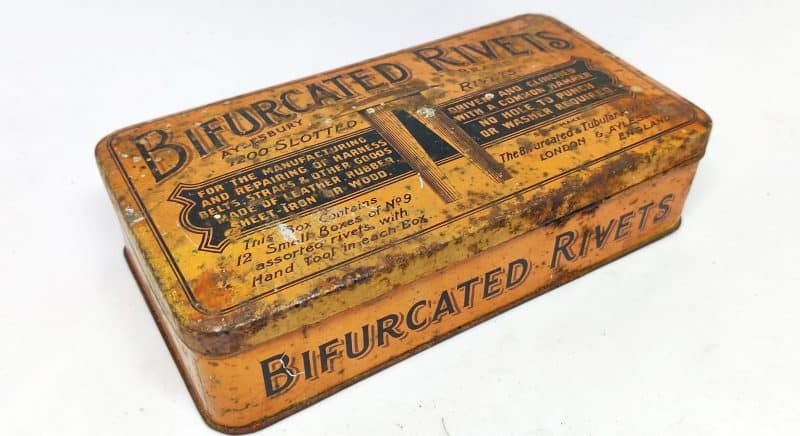 BIFURCATED RIVETS
AYLESBURY
1200 SLOTTED RIVETS
FOR THE MANUFACTURING
AND REPAIRING OF HARNESS
BELTS, STRAPS & OTHER GOODS
MADE OF LEATHER, RUBBER,
SHEET IRON OR WOOD.
This Box Contains
12 Small Boxes of No 9
assorted rivets with
Hand Tool in each Box
DRIVEN AND CLINCHED
WITH A COMMON HAMMER
NO HOLE TO PUNCH
OR WASHER REQUIRED
The Bifurcated & Tubular
LONDON & AYLESBURY
ENGLAND
BIFURCATED RIVETS